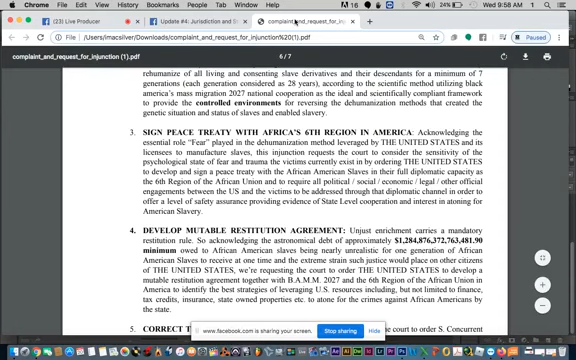 Chrome File Edit View History Bookmarks People Tab Window Help
24% Wed 9:58 AM
(23) Live Producer
Update #4: Jurisdiction and S
complaint_and_request_for_inj
File | /Users/imacsilver/Downloads/complaint_and_request_for_injunction%20(1).pdf
Paused
complaint_and_request_for_injunction (1).pdf
6 / 7
rehumanize of all living and consenting slave derivatives and their descendants for a minimum of 7
generations (each generation considered as 28 years), according to the scientific method utilizing black
america's mass migration 2027 national cooperation as the ideal and scientifically compliant framework
to provide the controlled environments for reversing the dehumanization methods that created the
genetic situation and status of slaves and enabled slavery.
3. SIGN PEACE TREATY WITH AFRICA'S 6TH REGION IN AMERICA: Acknowledging the
essential role "Fear" played in the dehumanization method leveraged by THE UNITED STATES and its
licensees to manufacture slaves, this injunction requests the court to consider the sensitivity of the
psychological state of fear and trauma the victims currently exist in by ordering THE UNITED STATES
to develop and sign a peace treaty with the African American Slaves in their full diplomatic capacity as
the 6th Region of the African Union and to require all political / social / economic / legal / other official
engagements between the US and the victims to be addressed through that diplomatic channel in order to
offer a level of safety assurance providing evidence of State Level cooperation and interest in atoning for
American Slavery.
4. DEVELOP MUTABLE RESTITUTION AGREEMENT: Unjust enrichment carries a mandatory
restitution rule. So acknowledging the astronomical debt of approximately $1,284,876,372,763,481.90
minimum owed to African American slaves being nearly unrealistic for one generation of African
American Slaves to receive at one time and the extreme strain such justice would place on other citizens
of THE UNITED STATES, we're requesting the court to order THE UNITED STATES to develop a
mutable restitution agreement together with B.A.M.M. 2027 and the 6th Region of the African Union in
America to identify the best strategies of leveraging U.S. resources including, but not limited to finance,
tax credits, insurance, state owned properties etc. to atone for the crimes against African Americans by
the state.
5. CORRECT T
he court to order S. Concurrent
www.facebook.com is sharing your screen.
Stop sharing
Hide